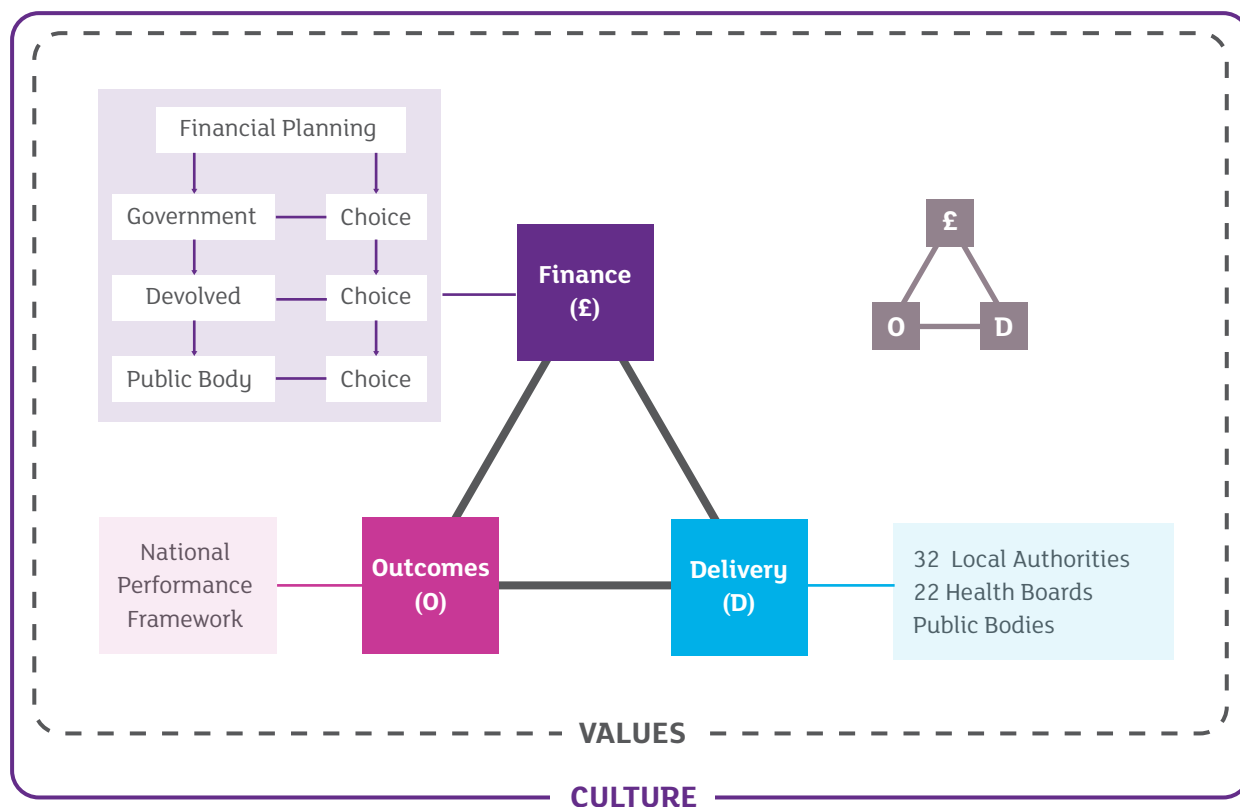 Financial Planning
Government
Choice
Devolved
Choice
Public Body
Choice
Finance
(£)
£
O
D
National
Performance
Framework
Outcomes
(O)
Delivery
(D)
32 Local Authorities
22 Health Boards
Public Bodies
VALUES
CULTURE